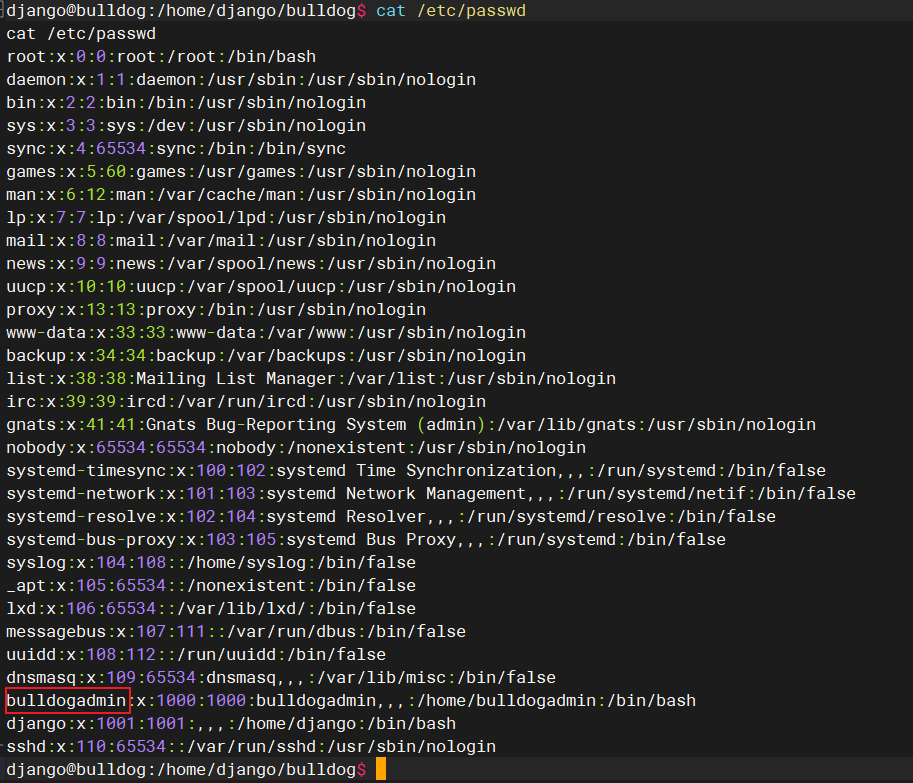 django@bulldog:/home/django/bulldog$ cat /etc/passwd
cat /etc/passwd
root:x:0:0:root:/root:/bin/bash
daemon:x:1:1:daemon:/usr/sbin:/usr/sbin/nologin
bin:x:2:2:bin:/bin:/usr/sbin/nologin
sys:x:3:3:sys:/dev:/usr/sbin/nologin
sync:x:4:65534:sync:/bin:/bin/sync
games:x:5:60:games:/usr/games:/usr/sbin/nologin
man:x:6:12:man:/var/cache/man:/usr/sbin/nologin
lp:x:7:7:lp:/var/spool/lpd:/usr/sbin/nologin
mail:x:8:8:mail:/var/mail:/usr/sbin/nologin
news:x:9:9:news:/var/spool/news:/usr/sbin/nologin
uucp:x:10:10:uucp:/var/spool/uucp:/usr/sbin/nologin
proxy:x:13:13:proxy:/bin:/usr/sbin/nologin
www-data:x:33:33:www-data:/var/www:/usr/sbin/nologin
backup:x:34:34:backup:/var/backups:/usr/sbin/nologin
list:x:38:38:Mailing List Manager:/var/list:/usr/sbin/nologin
irc:x:39:39:ircd:/var/run/ircd:/usr/sbin/nologin
gnats:x:41:41:Gnats Bug-Reporting System (admin):/var/lib/gnats:/usr/sbin/nologin
nobody:x:65534:65534:nobody:/nonexistent:/usr/sbin/nologin
systemd-timesync:x:100:102:systemd Time Synchronization,,,:/run/systemd:/bin/false
systemd-network:x:101:103:systemd Network Management,,,:/run/systemd/netif:/bin/false
systemd-resolve:x:102:104:systemd Resolver,,,:/run/systemd/resolve:/bin/false
systemd-bus-proxy:x:103:105:systemd Bus Proxy,,,:/run/systemd:/bin/false
syslog:x:104:108::/home/syslog:/bin/false
_apt:x:105:65534::/nonexistent:/bin/false
lxd:x:106:65534::/var/lib/lxd/:/bin/false
messagebus:x:107:111::/var/run/dbus:/bin/false
uuidd:x:108:112::/run/uuidd:/bin/false
dnsmasq:x:109:65534:dnsmasq,,,:/var/lib/misc:/bin/false
bulldogadmin:x:1000:1000:bulldogadmin,,,:/home/bulldogadmin:/bin/bash
django:x:1001:1001:,,,:/home/django:/bin/bash
sshd:x:110:65534::/var/run/sshd:/usr/sbin/nologin
django@bulldog:/home/django/bulldog$